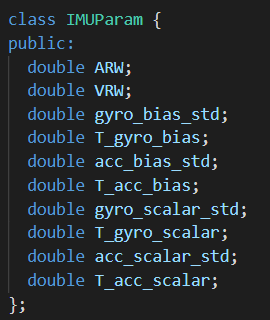 class IMUParam {
public:
  double ARW;
  double VRW;
  double gyro_bias_std;
  double T_gyro_bias;
  double acc_bias_std;
  double T_acc_bias;
  double gyro_scalar_std;
  double T_gyro_scalar;
  double acc_scalar_std;
  double T_acc_scalar;
};